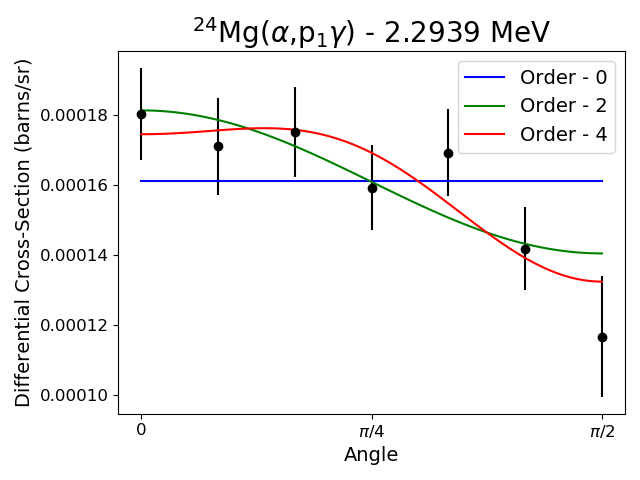 ²⁴Mg(α,p₁γ) - 2.2939 MeV
Differential Cross-Section (barns/sr)
0.00018
0.00016
0.00014
0.00012
0.00010
Order - 0
Order - 2
Order - 4
0
π/4
π/2
Angle